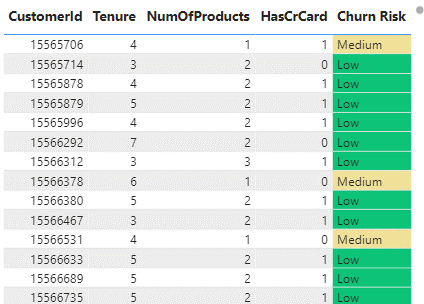 CustomerId Tenure NumOfProducts HasCrCard Churn Risk
15565706 4 1 1 Medium
15565714 3 2 0 Low
15565878 4 2 1 Low
15565879 5 2 1 Low
15565996 4 2 1 Low
15566292 7 2 0 Low
15566312 3 3 1 Low
15566378 6 1 0 Medium
15566380 5 2 1 Low
15566467 3 2 1 Low
15566531 4 1 0 Medium
15566633 5 2 1 Low
15566689 5 2 1 Low
15566735 5 2 1 Low